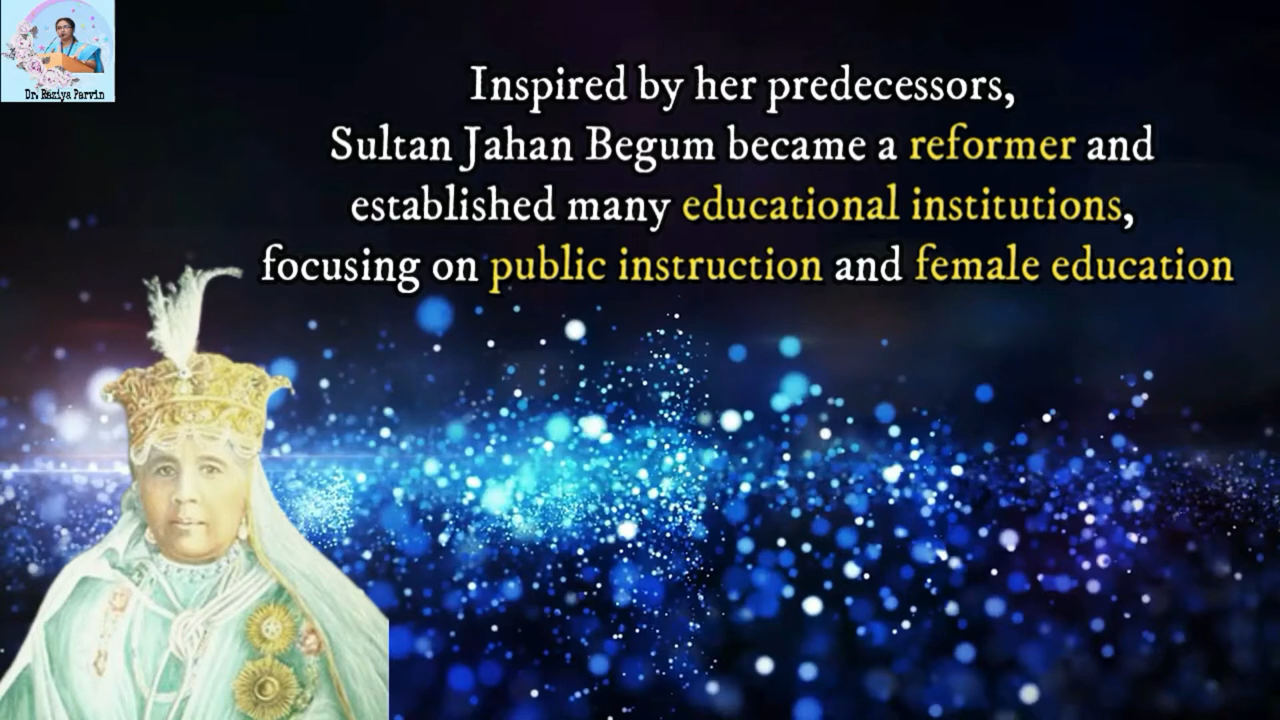 Dr. Raziya Parvin
Inspired by her predecessors,
Sultan Jahan Begum became a reformer and
established many educational institutions,
focusing on public instruction and female education